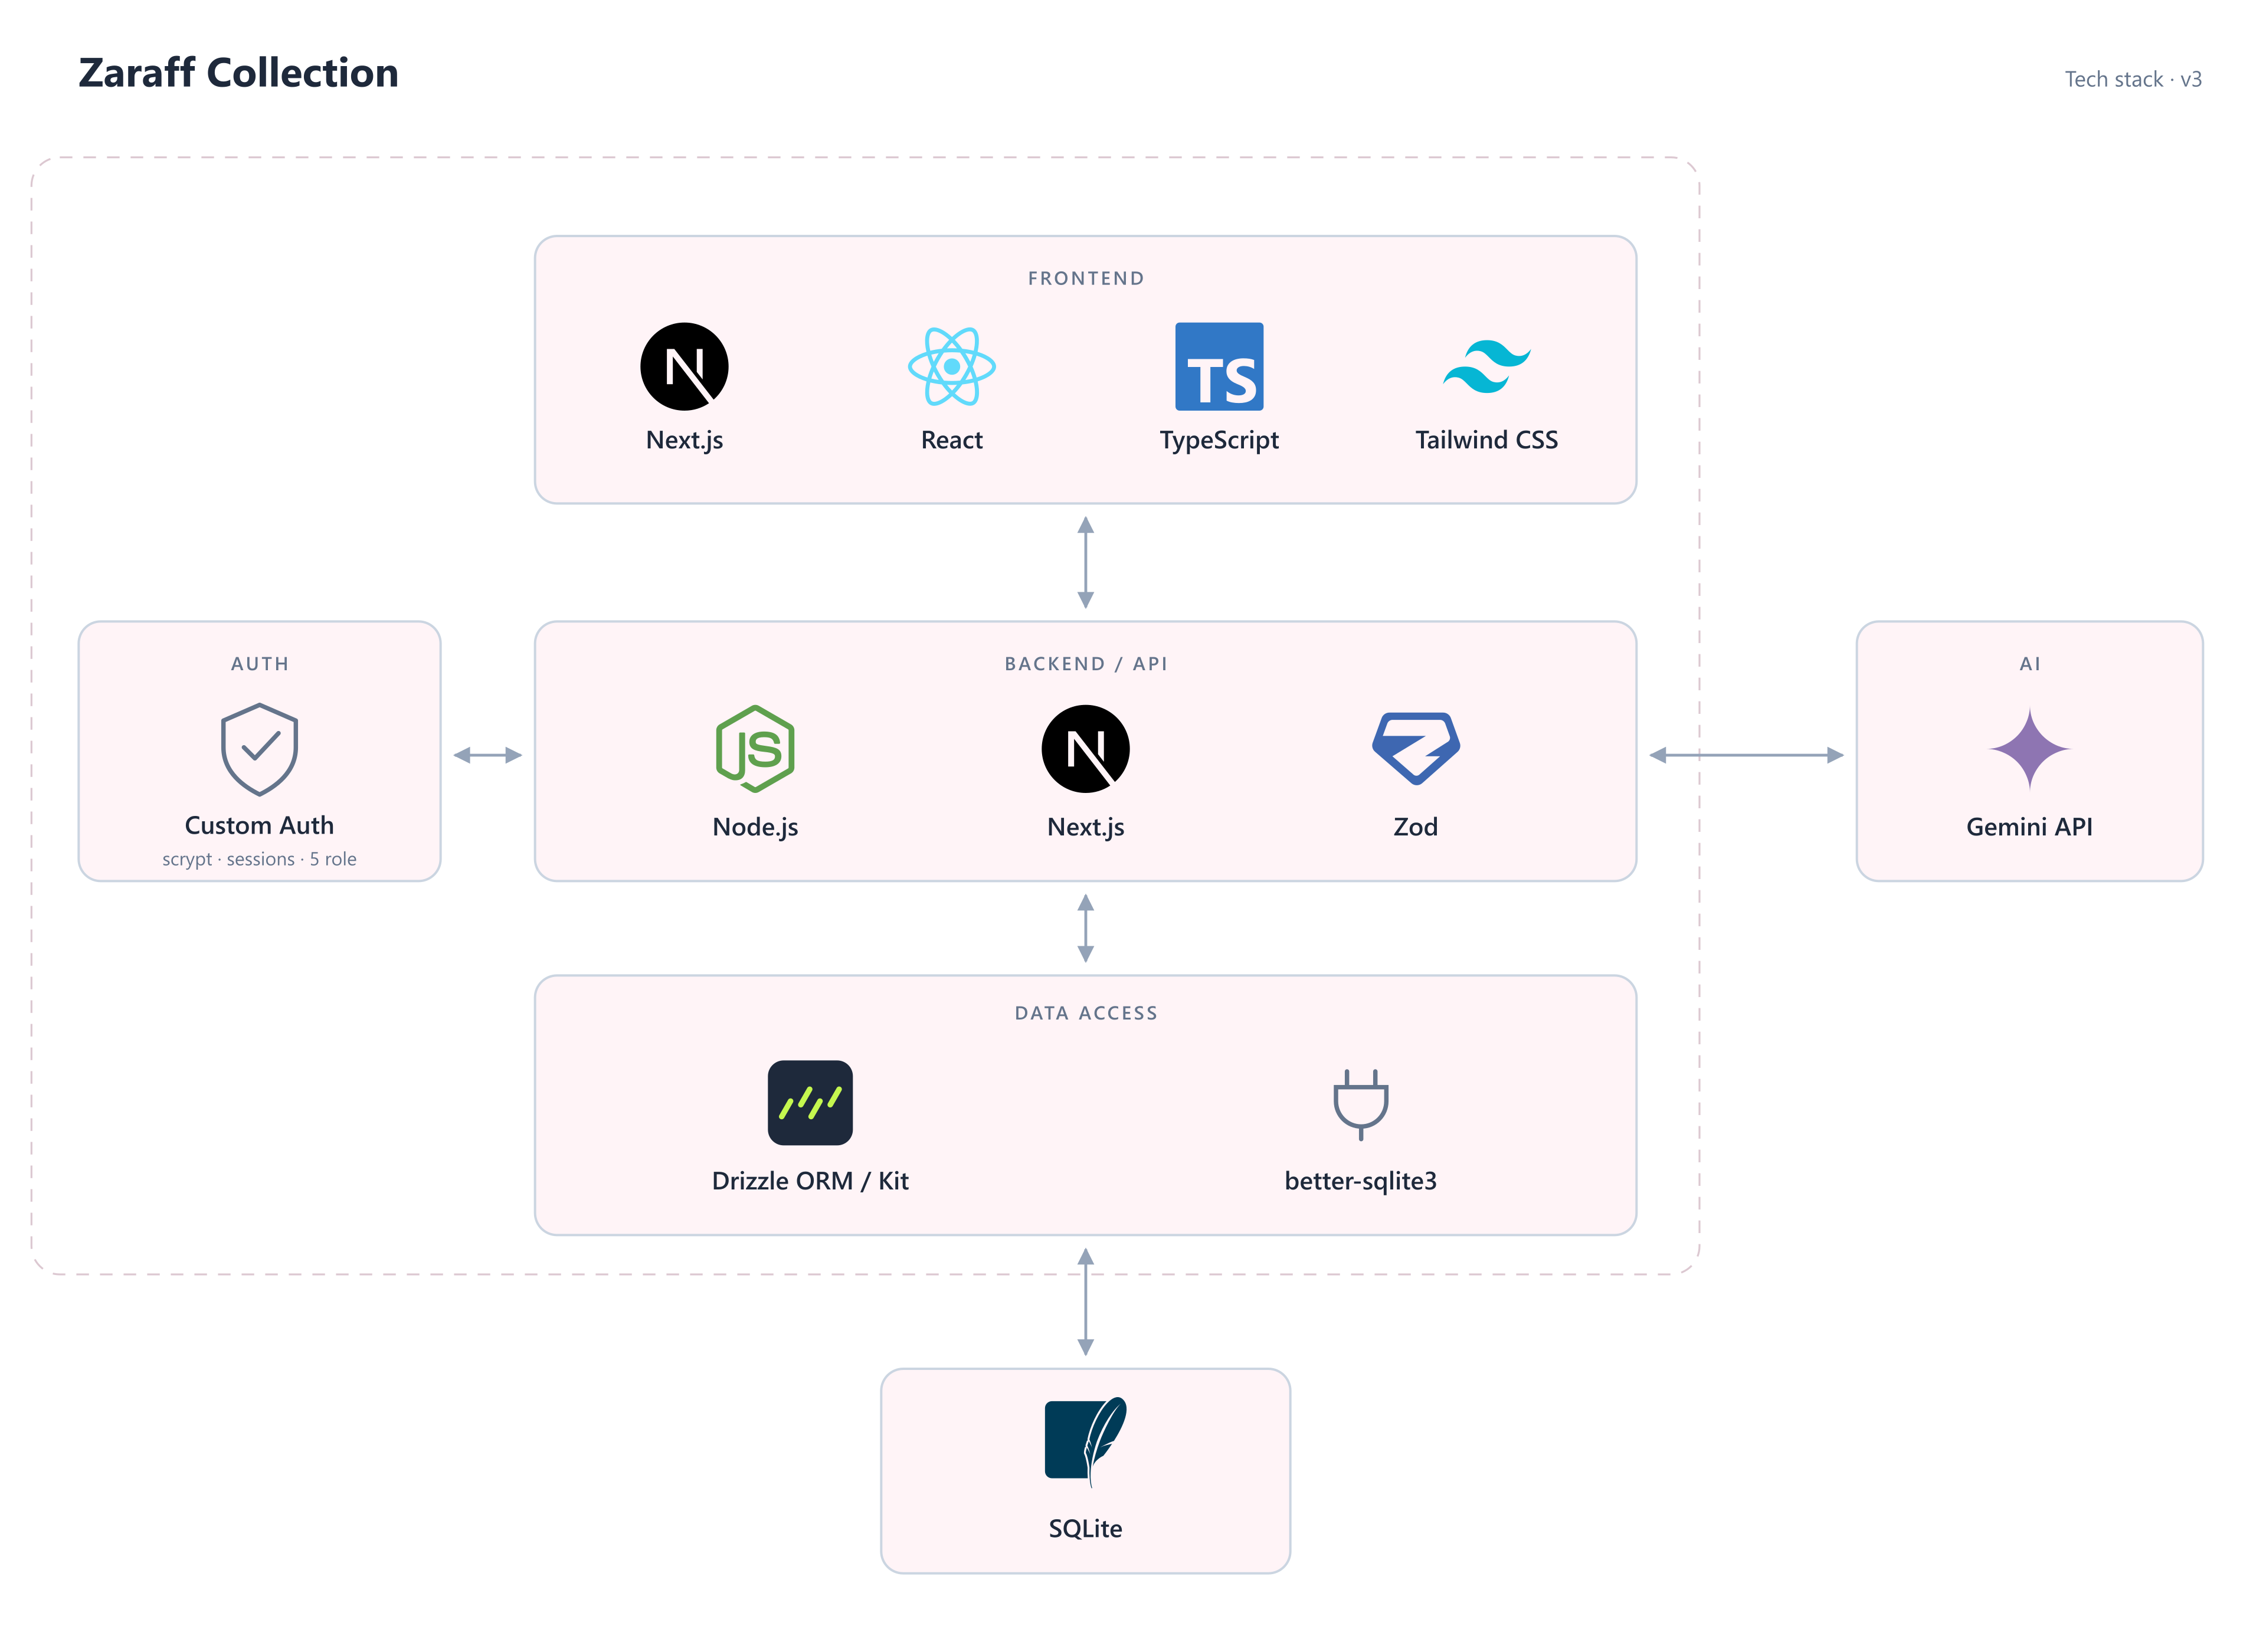 Zaraff Collection
Tech stack · v3
FRONTEND
N
TS
Next.js
React
TypeScript
Tailwind CSS
AUTH
Custom Auth
scrypt · sessions · 5 role
BACKEND / API
JS
N
Node.js
Next.js
Zod
AI
Gemini API
DATA ACCESS
Drizzle ORM / Kit
better-sqlite3
SQLite